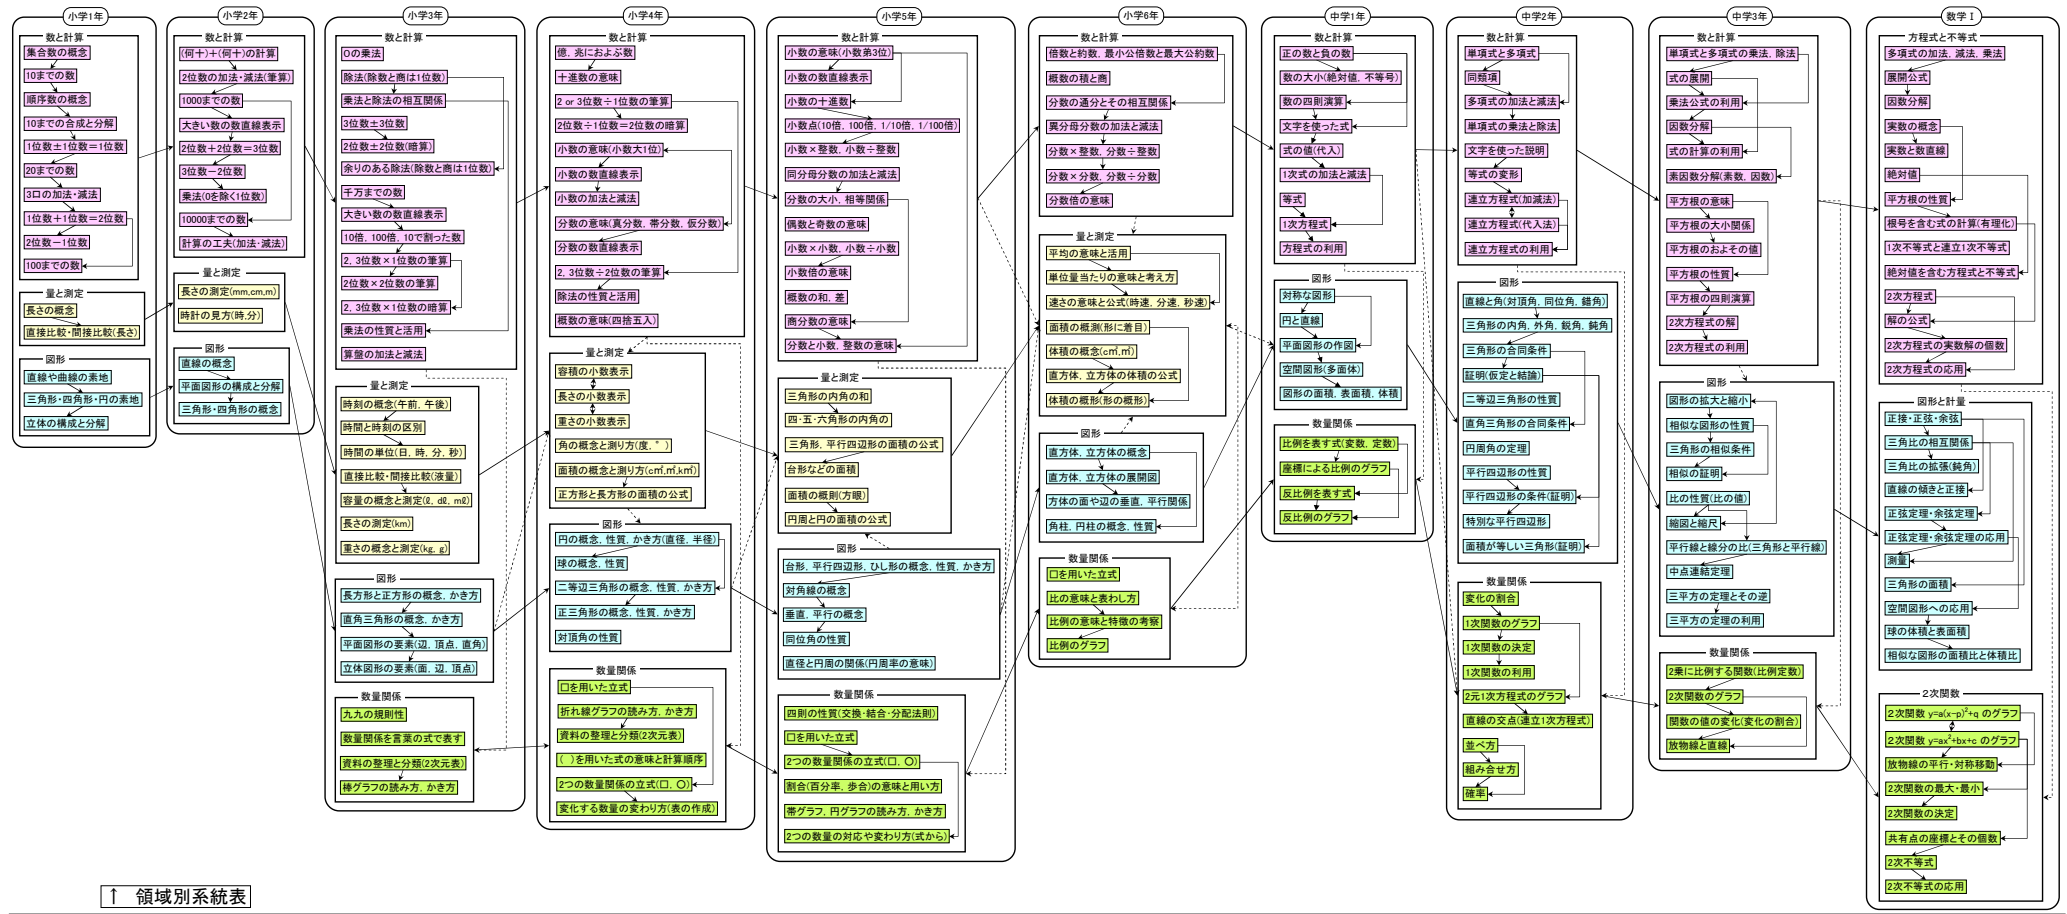 小学1年
数と計算
集合数の概念
10までの数
順序数の概念
10までの合成と分解
1位数±1位数＝1位数
20までの数
3口の加法・減法
1位数＋1位数＝2位数
2位数－1位数
100までの数
量と測定
長さの概念
直接比較・間接比較(長さ)
図形
直線や曲線の素地
三角形・四角形・円の素地
立体の構成と分解
小学2年
数と計算
(何十)＋(何十)の計算
2位数の加法・減法(筆算)
1000までの数
大きい数の数直線表示
2位数＋2位数＝3位数
3位数－2位数
乗法(0を除く1位数)
10000までの数
計算の工夫(加法・減法)
量と測定
長さの測定(mm,cm,m)
時計の見方(時,分)
図形
直線の概念
平面図形の構成と分解
三角形・四角形の概念
小学3年
数と計算
0の乗法
除法(除数と商は1位数)
乗法と除法の相互関係
3位数±3位数
2位数±2位数(暗算)
余りのある除法(除数と商は1位数)
千万までの数
大きい数の数直線表示
10倍, 100倍, 10で割った数
2, 3位数×1位数の筆算
2位数×2位数の筆算
2, 3位数×1位数の暗算
乗法の性質と活用
算盤の加法と減法
量と測定
時刻の概念(午前, 午後)
時間と時刻の区別
時間の単位(日, 時, 分, 秒)
直接比較・間接比較(液量)
容量の概念と測定(ℓ, dℓ, mℓ)
長さの測定(km)
重さの概念と測定(kg, g)
図形
長方形と正方形の概念, かき方
直角三角形の概念, かき方
平面図形の要素(辺, 頂点, 直角)
立体図形の要素(面, 辺, 頂点)
数量関係
九九の規則性
数量関係を言葉の式で表す
資料の整理と分類(2次元表)
棒グラフの読み方, かき方
小学4年
数と計算
億, 兆におよぶ数
十進数の意味
2 or 3位数÷1位数の筆算
2位数÷1位数＝2位数の暗算
小数の意味(小数大1位)
小数の数直線表示
小数の加法と減法
分数の意味(真分数, 帯分数, 仮分数)
分数の数直線表示
2, 3位数÷2位数の筆算
除法の性質と活用
概数の意味(四捨五入)
量と測定
容積の小数表示
長さの小数表示
重さの小数表示
角の概念と測り方(度, °)
面積の概念と測り方(c㎡,㎡,k㎡)
正方形と長方形の面積の公式
図形
円の概念, 性質, かき方(直径, 半径)
球の概念, 性質
二等辺三角形の概念, 性質, かき方
正三角形の概念, 性質, かき方
対頂角の性質
数量関係
□を用いた立式
折れ線グラフの読み方, かき方
資料の整理と分類(2次元表)
( )を用いた式の意味と計算順序
2つの数量関係の立式(□, ○)
変化する数量の変わり方(表の作成)
小学5年
数と計算
小数の意味(小数第3位)
小数の数直線表示
小数の十進数
小数点(10倍, 100倍, 1/10倍, 1/100倍)
小数×整数, 小数÷整数
同分母分数の加法と減法
分数の大小, 相等関係
偶数と奇数の意味
小数×小数, 小数÷小数
小数倍の意味
概数の和, 差
商分数の意味
分数と小数, 整数の意味
量と測定
三角形の内角の和
四・五・六角形の内角の
三角形, 平行四辺形の面積の公式
台形などの面積
面積の概則(方眼)
円周と円の面積の公式
図形
台形, 平行四辺形, ひし形の概念, 性質, かき方
対角線の概念
垂直, 平行の概念
同位角の性質
直径と円周の関係(円周率の意味)
数量関係
四則の性質(交換・結合・分配法則)
□を用いた立式
2つの数量関係の立式(□, ○)
割合(百分率, 歩合)の意味と用い方
帯グラフ, 円グラフの読み方, かき方
2つの数量の対応や変わり方(式から)
小学6年
数と計算
倍数と約数, 最小公倍数と最大公約数
概数の積と商
分数の通分とその相互関係
異分母分数の加法と減法
分数×整数, 分数÷整数
分数×分数, 分数÷分数
分数倍の意味
量と測定
平均の意味と活用
単位量当たりの意味と考え方
速さの意味と公式(時速, 分速, 秒速)
面積の概測(形に着目)
体積の概念(c㎥,㎥)
直方体, 立方体の体積の公式
体積の概形(形の概形)
図形
直方体, 立方体の概念
直方体, 立方体の展開図
方体の面や辺の垂直, 平行関係
角柱, 円柱の概念, 性質
数量関係
□を用いた立式
比の意味と表わし方
比例の意味と特徴の考察
比例のグラフ
中学1年
数と計算
正の数と負の数
数の大小(絶対値, 不等号)
数の四則演算
文字を使った式
式の値(代入)
1次式の加法と減法
等式
1次方程式
方程式の利用
図形
対称な図形
円と直線
平面図形の作図
空間図形(多面体)
図形の面積, 表面積, 体積
数量関係
比例を表す式(変数, 定数)
座標による比例のグラフ
反比例を表す式
反比例のグラフ
中学2年
数と計算
単項式と多項式
同類項
多項式の加法と減法
単項式の乗法と除法
文字を使った説明
等式の変形
連立方程式(加減法)
連立方程式(代入法)
連立方程式の利用
図形
直線と角(対頂角, 同位角, 錯角)
三角形の内角, 外角, 鋭角, 鈍角
三角形の合同条件
証明(仮定と結論)
二等辺三角形の性質
直角三角形の合同条件
円周角の定理
平行四辺形の性質
平行四辺形の条件(証明)
特別な平行四辺形
面積が等しい三角形(証明)
数量関係
変化の割合
1次関数のグラフ
1次関数の決定
1次関数の利用
2元1次方程式のグラフ
直線の交点(連立1次方程式)
並べ方
組み合せ方
確率
中学3年
数と計算
単項式と多項式の乗法, 除法
式の展開
乗法公式の利用
因数分解
式の計算の利用
素因数分解(素数, 因数)
平方根の意味
平方根の大小関係
平方根のおよその値
平方根の性質
平方根の四則演算
2次方程式の解
2次方程式の利用
図形
図形の拡大と縮小
相似な図形の性質
三角形の相似条件
相似の証明
比の性質(比の値)
縮図と縮尺
平行線と線分の比(三角形と平行線)
中点連結定理
三平方の定理とその逆
三平方の定理の利用
数量関係
2乗に比例する関数(比例定数)
2次関数のグラフ
関数の値の変化(変化の割合)
放物線と直線
数学Ⅰ
方程式と不等式
多項式の加法, 減法, 乗法
展開公式
因数分解
実数の概念
実数と数直線
絶対値
平方根の性質
根号を含む式の計算(有理化)
1次不等式と連立1次不等式
絶対値を含む方程式と不等式
2次方程式
解の公式
2次方程式の実数解の個数
2次方程式の応用
図形と計量
正接・正弦・余弦
三角比の相互関係
三角比の拡張(鈍角)
直線の傾きと正接
正弦定理・余弦定理
正弦定理・余弦定理の応用
測量
三角形の面積
空間図形への応用
球の体積と表面積
相似な図形の面積比と体積比
2次関数
2次関数 y=a(x-p)²+q のグラフ
2次関数 y=ax²+bx+c のグラフ
放物線の平行・対称移動
2次関数の最大・最小
2次関数の決定
共有点の座標とその個数
2次不等式
2次不等式の応用
↑ 領域別系統表